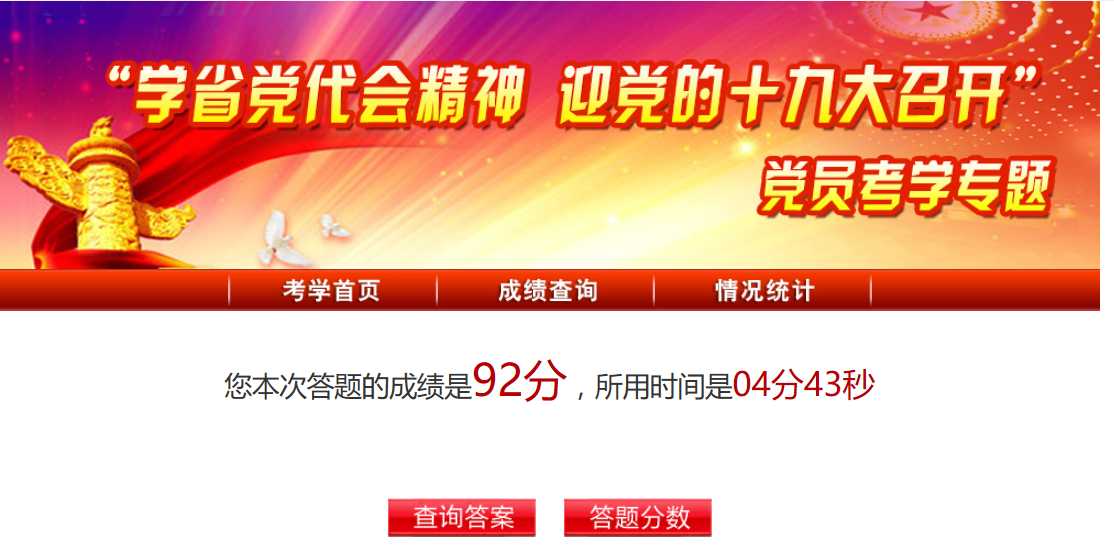 “学省党代会精神 迎党的十九大召开”
党员考学专题
考学首页 成绩查询 情况统计
您本次答题的成绩是92分，所用时间是04分43秒
查询答案 答题分数